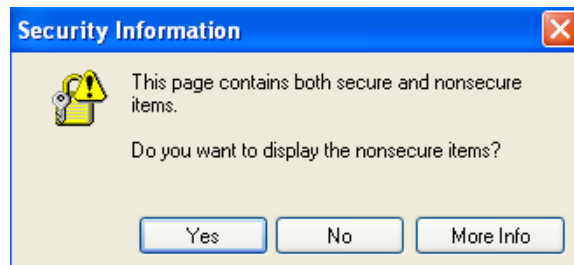 Security Information
This page contains both secure and nonsecure
items.
Do you want to display the nonsecure items?
Yes No More Info